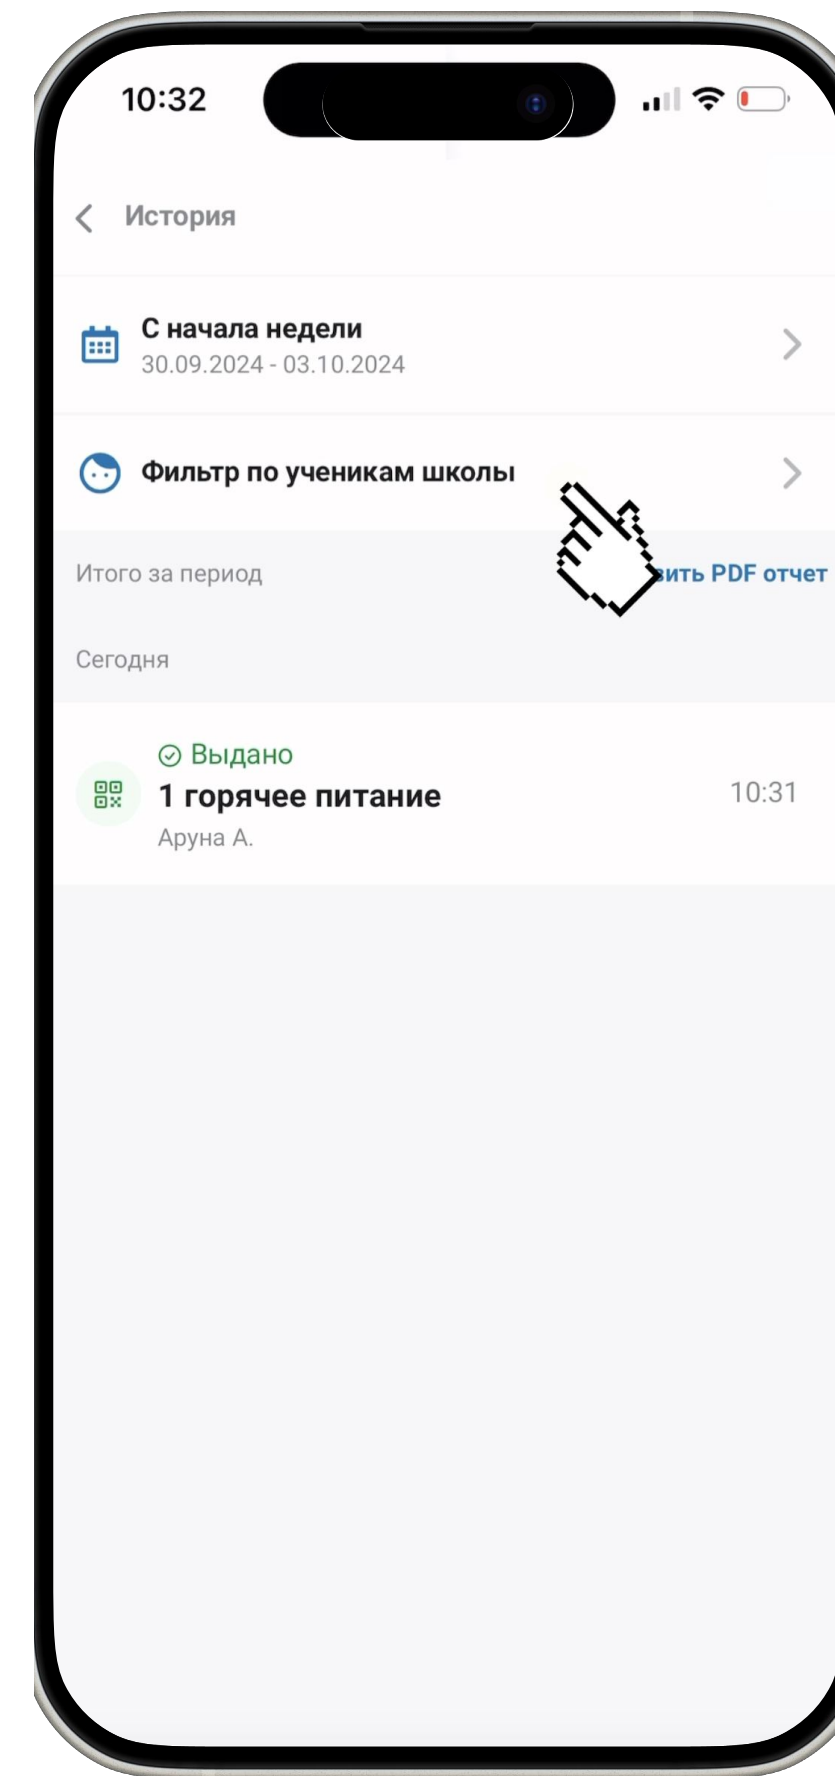 10:32
История
С начала недели
30.09.2024 - 03.10.2024
Фильтр по ученикам школы
Итого за период
PDF отчет
Сегодня
Выдано
1 горячее питание
10:31
Аруна А.